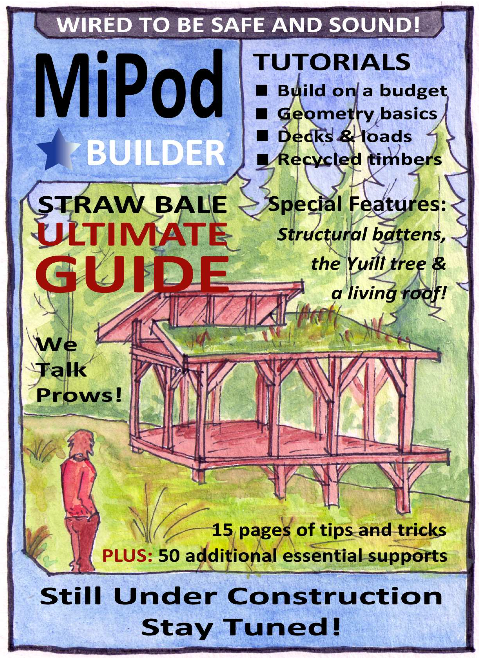 WIRED TO BE SAFE AND SOUND!
MiPod
BUILDER
TUTORIALS
■ Build on a budget
■ Geometry basics
■ Decks & loads
■ Recycled timbers
STRAW BALE
ULTIMATE
GUIDE
Special Features:
Structural battens,
the Yuill tree &
a living roof!
We
Talk
Prows!
15 pages of tips and tricks
PLUS: 50 additional essential supports
Still Under Construction
Stay Tuned!